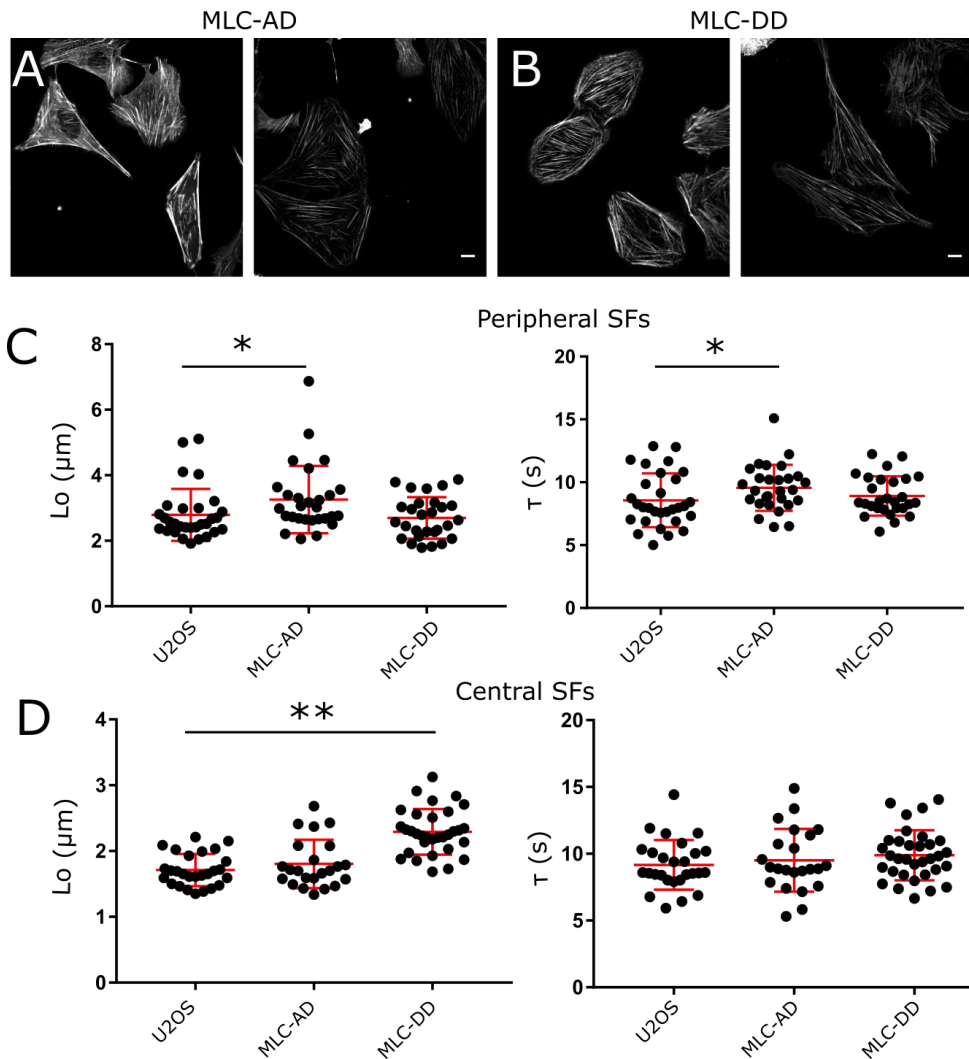 MLC-AD MLC-DD
A B
Peripheral SFs
C
8
6
4
2
0
Lo (μm)
*
U2OS MLC-AD MLC-DD
20
15
10
5
0
τ (s)
*
U2OS MLC-AD MLC-DD
Central SFs
D
4
3
2
1
0
Lo (μm)
**
U2OS MLC-AD MLC-DD
20
15
10
5
0
τ (s)
U2OS MLC-AD MLC-DD